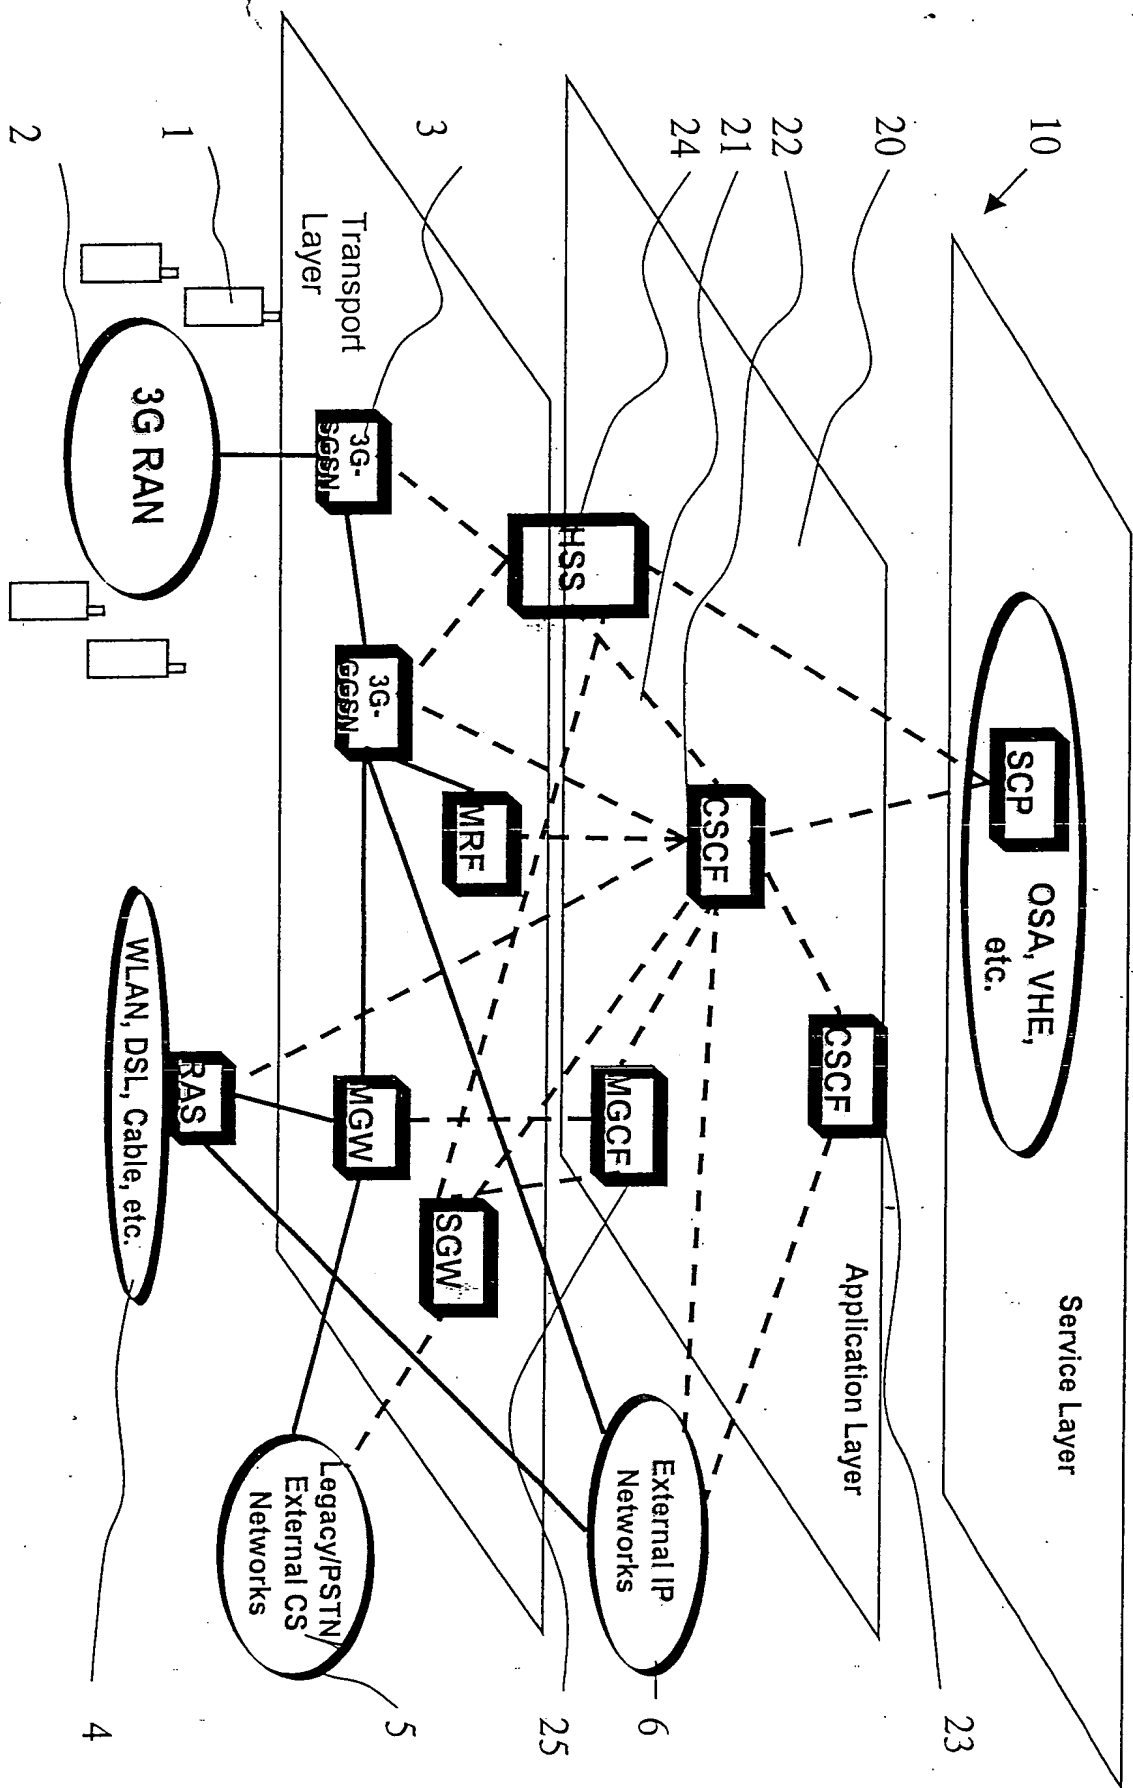 10
20
22
21
24
3
1
2
Service Layer
SCP
OSA, VHE,
etc.
Application Layer
CSCF
CSCF
HSS
MGCF
Transport
Layer
3G-
SGSN
3G-
GGSN
MRF
MGW
SGW
RAS
3G RAN
WLAN, DSL, Cable, etc.
External IP
Networks
Legacy/PSTN
External CS
Networks
23
6
25
5
4